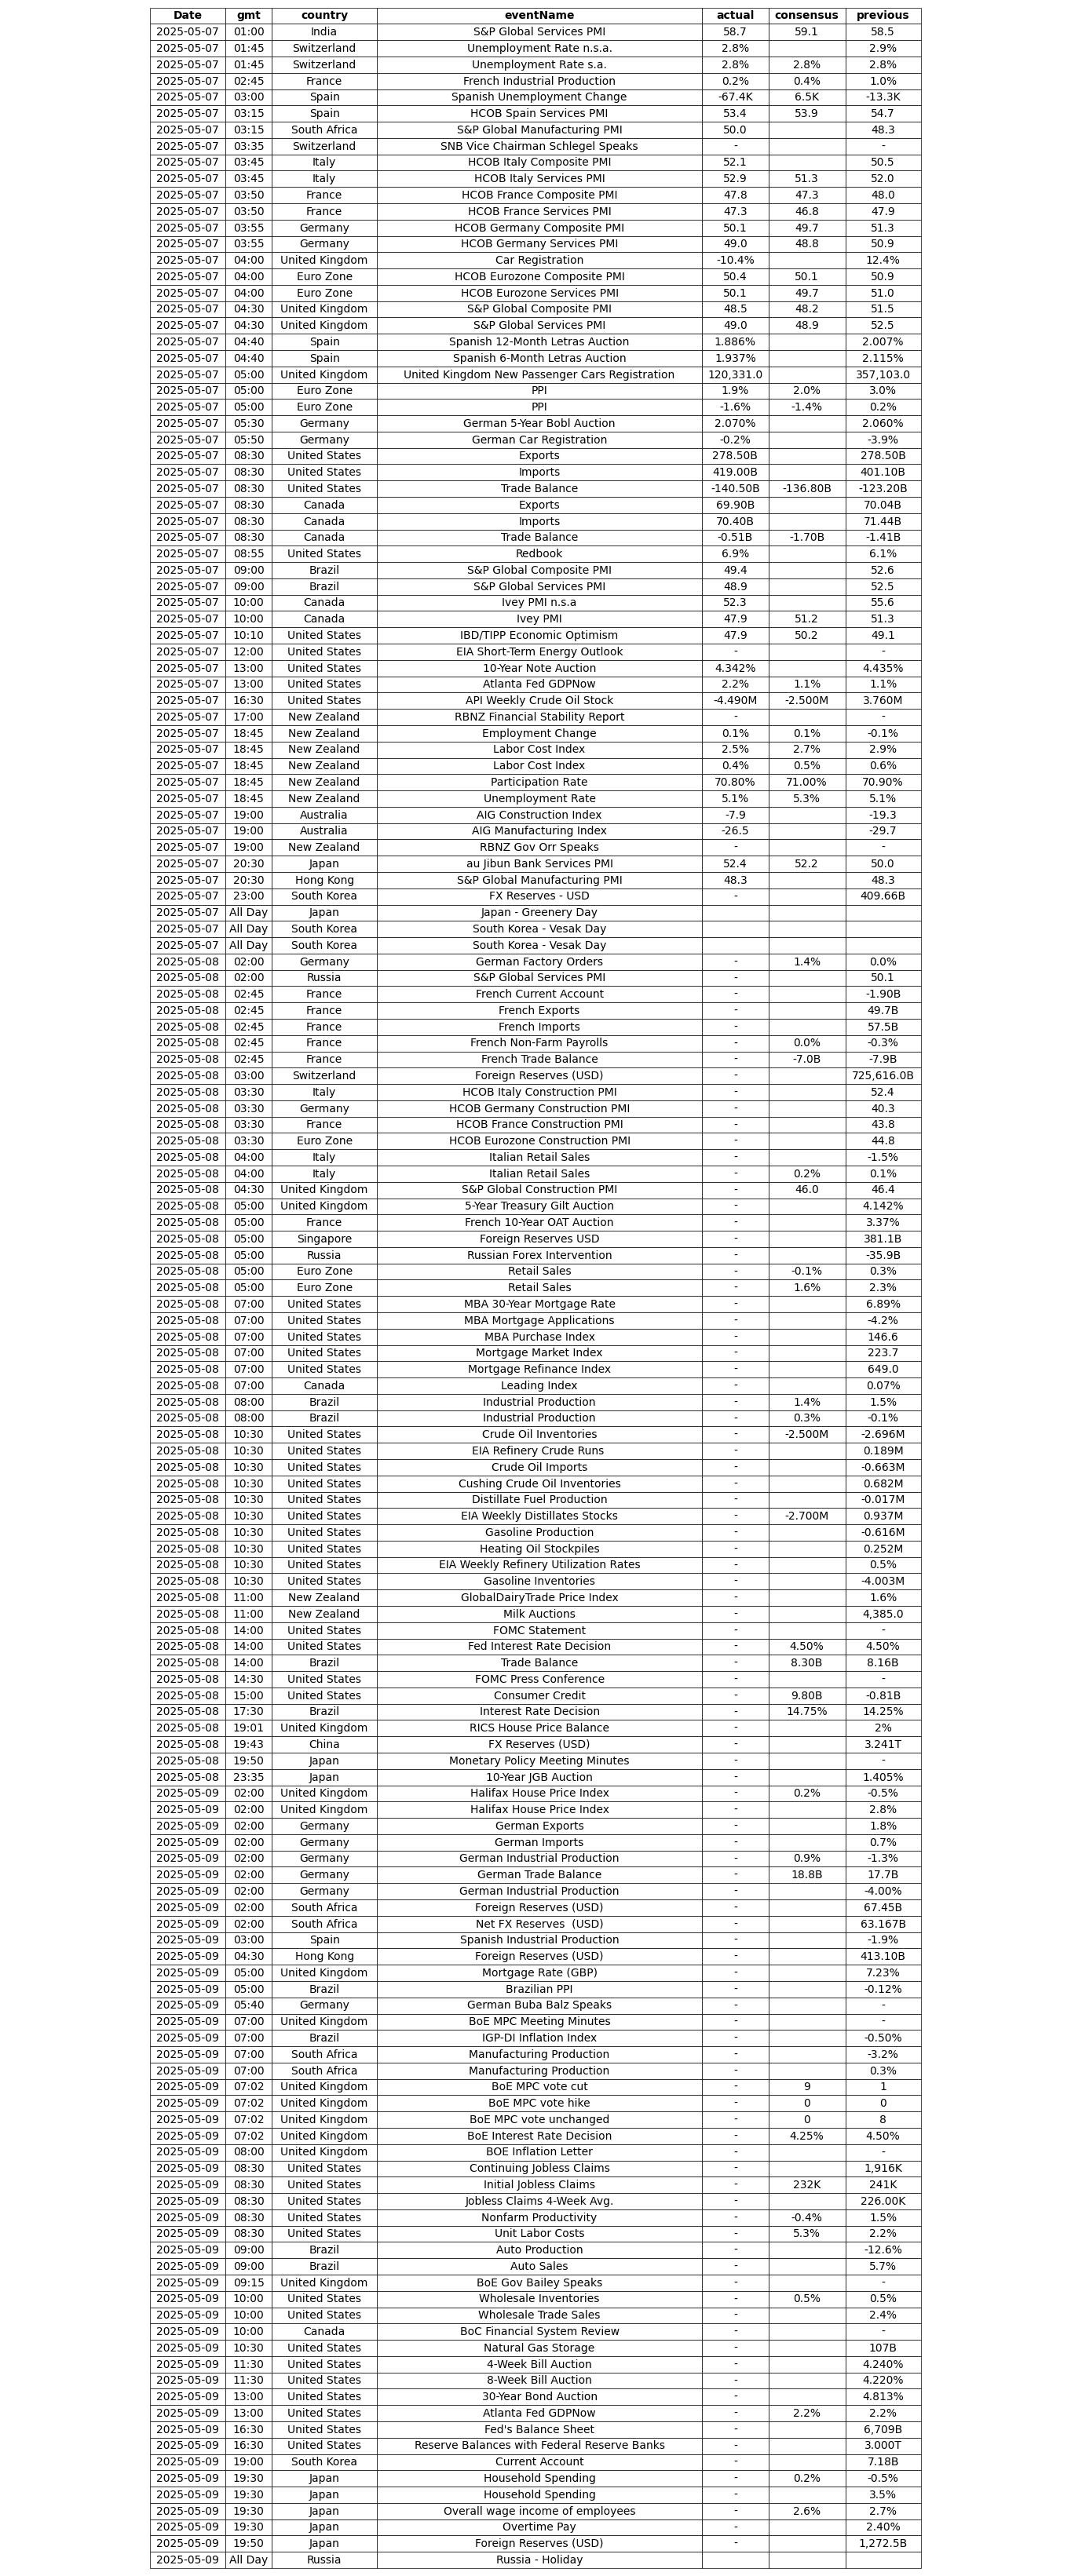 Date gmt country eventName actual consensus previous
2025-05-07 01:00 India S&P Global Services PMI 58.7 59.1 58.5
2025-05-07 01:45 Switzerland Unemployment Rate n.s.a. 2.8% 2.9%
2025-05-07 01:45 Switzerland Unemployment Rate s.a. 2.8% 2.8% 2.8%
2025-05-07 02:45 France French Industrial Production 0.2% 0.4% 1.0%
2025-05-07 03:00 Spain Spanish Unemployment Change -67.4K 6.5K -13.3K
2025-05-07 03:15 Spain HCOB Spain Services PMI 53.4 53.9 54.7
2025-05-07 03:15 South Africa S&P Global Manufacturing PMI 50.0 48.3
2025-05-07 03:35 Switzerland SNB Vice Chairman Schlegel Speaks - -
2025-05-07 03:45 Italy HCOB Italy Composite PMI 52.1 50.5
2025-05-07 03:45 Italy HCOB Italy Services PMI 52.9 51.3 52.0
2025-05-07 03:50 France HCOB France Composite PMI 47.8 47.3 48.0
2025-05-07 03:50 France HCOB France Services PMI 47.3 46.8 47.9
2025-05-07 03:55 Germany HCOB Germany Composite PMI 50.1 49.7 51.3
2025-05-07 03:55 Germany HCOB Germany Services PMI 49.0 48.8 50.9
2025-05-07 04:00 United Kingdom Car Registration -10.4% 12.4%
2025-05-07 04:00 Euro Zone HCOB Eurozone Composite PMI 50.4 50.1 50.9
2025-05-07 04:00 Euro Zone HCOB Eurozone Services PMI 50.1 49.7 51.0
2025-05-07 04:30 United Kingdom S&P Global Composite PMI 48.5 48.2 51.5
2025-05-07 04:30 United Kingdom S&P Global Services PMI 49.0 48.9 52.5
2025-05-07 04:40 Spain Spanish 12-Month Letras Auction 1.886% 2.007%
2025-05-07 04:40 Spain Spanish 6-Month Letras Auction 1.937% 2.115%
2025-05-07 05:00 United Kingdom United Kingdom New Passenger Cars Registration 120,331.0 357,103.0
2025-05-07 05:00 Euro Zone PPI 1.9% 2.0% 3.0%
2025-05-07 05:00 Euro Zone PPI -1.6% -1.4% 0.2%
2025-05-07 05:30 Germany German 5-Year Bobl Auction 2.070% 2.060%
2025-05-07 05:50 Germany German Car Registration -0.2% -3.9%
2025-05-07 08:30 United States Exports 278.50B 278.50B
2025-05-07 08:30 United States Imports 419.00B 401.10B
2025-05-07 08:30 United States Trade Balance -140.50B -136.80B -123.20B
2025-05-07 08:30 Canada Exports 69.90B 70.04B
2025-05-07 08:30 Canada Imports 70.40B 71.44B
2025-05-07 08:30 Canada Trade Balance -0.51B -1.70B -1.41B
2025-05-07 08:55 United States Redbook 6.9% 6.1%
2025-05-07 09:00 Brazil S&P Global Composite PMI 49.4 52.6
2025-05-07 09:00 Brazil S&P Global Services PMI 48.9 52.5
2025-05-07 10:00 Canada Ivey PMI n.s.a 52.3 55.6
2025-05-07 10:00 Canada Ivey PMI 47.9 51.2 51.3
2025-05-07 10:10 United States IBD/TIPP Economic Optimism 47.9 50.2 49.1
2025-05-07 12:00 United States EIA Short-Term Energy Outlook - -
2025-05-07 13:00 United States 10-Year Note Auction 4.342% 4.435%
2025-05-07 13:00 United States Atlanta Fed GDPNow 2.2% 1.1% 1.1%
2025-05-07 16:30 United States API Weekly Crude Oil Stock -4.490M -2.500M 3.760M
2025-05-07 17:00 New Zealand RBNZ Financial Stability Report - -
2025-05-07 18:45 New Zealand Employment Change 0.1% 0.1% -0.1%
2025-05-07 18:45 New Zealand Labor Cost Index 2.5% 2.7% 2.9%
2025-05-07 18:45 New Zealand Labor Cost Index 0.4% 0.5% 0.6%
2025-05-07 18:45 New Zealand Participation Rate 70.80% 71.00% 70.90%
2025-05-07 18:45 New Zealand Unemployment Rate 5.1% 5.3% 5.1%
2025-05-07 19:00 Australia AIG Construction Index -7.9 -19.3
2025-05-07 19:00 Australia AIG Manufacturing Index -26.5 -29.7
2025-05-07 19:00 New Zealand RBNZ Gov Orr Speaks - -
2025-05-07 20:30 Japan au Jibun Bank Services PMI 52.4 52.2 50.0
2025-05-07 20:30 Hong Kong S&P Global Manufacturing PMI 48.3 48.3
2025-05-07 23:00 South Korea FX Reserves - USD - 409.66B
2025-05-07 All Day Japan Japan - Greenery Day
2025-05-07 All Day South Korea South Korea - Vesak Day
2025-05-07 All Day South Korea South Korea - Vesak Day
2025-05-08 02:00 Germany German Factory Orders - 1.4% 0.0%
2025-05-08 02:00 Russia S&P Global Services PMI - 50.1
2025-05-08 02:45 France French Current Account - -1.90B
2025-05-08 02:45 France French Exports - 49.7B
2025-05-08 02:45 France French Imports - 57.5B
2025-05-08 02:45 France French Non-Farm Payrolls - 0.0% -0.3%
2025-05-08 02:45 France French Trade Balance - -7.0B -7.9B
2025-05-08 03:00 Switzerland Foreign Reserves (USD) - 725,616.0B
2025-05-08 03:30 Italy HCOB Italy Construction PMI - 52.4
2025-05-08 03:30 Germany HCOB Germany Construction PMI - 40.3
2025-05-08 03:30 France HCOB France Construction PMI - 43.8
2025-05-08 03:30 Euro Zone HCOB Eurozone Construction PMI - 44.8
2025-05-08 04:00 Italy Italian Retail Sales - -1.5%
2025-05-08 04:00 Italy Italian Retail Sales - 0.2% 0.1%
2025-05-08 04:30 United Kingdom S&P Global Construction PMI - 46.0 46.4
2025-05-08 05:00 United Kingdom 5-Year Treasury Gilt Auction - 4.142%
2025-05-08 05:00 France French 10-Year OAT Auction - 3.37%
2025-05-08 05:00 Singapore Foreign Reserves USD - 381.1B
2025-05-08 05:00 Russia Russian Forex Intervention - -35.9B
2025-05-08 05:00 Euro Zone Retail Sales - -0.1% 0.3%
2025-05-08 05:00 Euro Zone Retail Sales - 1.6% 2.3%
2025-05-08 07:00 United States MBA 30-Year Mortgage Rate - 6.89%
2025-05-08 07:00 United States MBA Mortgage Applications - -4.2%
2025-05-08 07:00 United States MBA Purchase Index - 146.6
2025-05-08 07:00 United States Mortgage Market Index - 223.7
2025-05-08 07:00 United States Mortgage Refinance Index - 649.0
2025-05-08 07:00 Canada Leading Index - 0.07%
2025-05-08 08:00 Brazil Industrial Production - 1.4% 1.5%
2025-05-08 08:00 Brazil Industrial Production - 0.3% -0.1%
2025-05-08 10:30 United States Crude Oil Inventories - -2.500M -2.696M
2025-05-08 10:30 United States EIA Refinery Crude Runs - 0.189M
2025-05-08 10:30 United States Crude Oil Imports - -0.663M
2025-05-08 10:30 United States Cushing Crude Oil Inventories - 0.682M
2025-05-08 10:30 United States Distillate Fuel Production - -0.017M
2025-05-08 10:30 United States EIA Weekly Distillates Stocks - -2.700M 0.937M
2025-05-08 10:30 United States Gasoline Production - -0.616M
2025-05-08 10:30 United States Heating Oil Stockpiles - 0.252M
2025-05-08 10:30 United States EIA Weekly Refinery Utilization Rates - 0.5%
2025-05-08 10:30 United States Gasoline Inventories - -4.003M
2025-05-08 11:00 New Zealand GlobalDairyTrade Price Index - 1.6%
2025-05-08 11:00 New Zealand Milk Auctions - 4,385.0
2025-05-08 14:00 United States FOMC Statement - -
2025-05-08 14:00 United States Fed Interest Rate Decision - 4.50% 4.50%
2025-05-08 14:00 Brazil Trade Balance - 8.30B 8.16B
2025-05-08 14:30 United States FOMC Press Conference - -
2025-05-08 15:00 United States Consumer Credit - 9.80B -0.81B
2025-05-08 17:30 Brazil Interest Rate Decision - 14.75% 14.25%
2025-05-08 19:01 United Kingdom RICS House Price Balance - 2%
2025-05-08 19:43 China FX Reserves (USD) - 3.241T
2025-05-08 19:50 Japan Monetary Policy Meeting Minutes - -
2025-05-08 23:35 Japan 10-Year JGB Auction - 1.405%
2025-05-09 02:00 United Kingdom Halifax House Price Index - 0.2% -0.5%
2025-05-09 02:00 United Kingdom Halifax House Price Index - 2.8%
2025-05-09 02:00 Germany German Exports - 1.8%
2025-05-09 02:00 Germany German Imports - 0.7%
2025-05-09 02:00 Germany German Industrial Production - 0.9% -1.3%
2025-05-09 02:00 Germany German Trade Balance - 18.8B 17.7B
2025-05-09 02:00 Germany German Industrial Production - -4.00%
2025-05-09 02:00 South Africa Foreign Reserves (USD) - 67.45B
2025-05-09 02:00 South Africa Net FX Reserves (USD) - 63.167B
2025-05-09 03:00 Spain Spanish Industrial Production - -1.9%
2025-05-09 04:30 Hong Kong Foreign Reserves (USD) - 413.10B
2025-05-09 05:00 United Kingdom Mortgage Rate (GBP) - 7.23%
2025-05-09 05:00 Brazil Brazilian PPI - -0.12%
2025-05-09 05:40 Germany German Buba Balz Speaks - -
2025-05-09 07:00 United Kingdom BoE MPC Meeting Minutes - -
2025-05-09 07:00 Brazil IGP-DI Inflation Index - -0.50%
2025-05-09 07:00 South Africa Manufacturing Production - -3.2%
2025-05-09 07:00 South Africa Manufacturing Production - 0.3%
2025-05-09 07:02 United Kingdom BoE MPC vote cut - 9 1
2025-05-09 07:02 United Kingdom BoE MPC vote hike - 0 0
2025-05-09 07:02 United Kingdom BoE MPC vote unchanged - 0 8
2025-05-09 07:02 United Kingdom BoE Interest Rate Decision - 4.25% 4.50%
2025-05-09 08:00 United Kingdom BOE Inflation Letter - -
2025-05-09 08:30 United States Continuing Jobless Claims - 1,916K
2025-05-09 08:30 United States Initial Jobless Claims - 232K 241K
2025-05-09 08:30 United States Jobless Claims 4-Week Avg. - 226.00K
2025-05-09 08:30 United States Nonfarm Productivity - -0.4% 1.5%
2025-05-09 08:30 United States Unit Labor Costs - 5.3% 2.2%
2025-05-09 09:00 Brazil Auto Production - -12.6%
2025-05-09 09:00 Brazil Auto Sales - 5.7%
2025-05-09 09:15 United Kingdom BoE Gov Bailey Speaks - -
2025-05-09 10:00 United States Wholesale Inventories - 0.5% 0.5%
2025-05-09 10:00 United States Wholesale Trade Sales - 2.4%
2025-05-09 10:00 Canada BoC Financial System Review - -
2025-05-09 10:30 United States Natural Gas Storage - 107B
2025-05-09 11:30 United States 4-Week Bill Auction - 4.240%
2025-05-09 11:30 United States 8-Week Bill Auction - 4.220%
2025-05-09 13:00 United States 30-Year Bond Auction - 4.813%
2025-05-09 13:00 United States Atlanta Fed GDPNow - 2.2% 2.2%
2025-05-09 16:30 United States Fed's Balance Sheet - 6,709B
2025-05-09 16:30 United States Reserve Balances with Federal Reserve Banks - 3.000T
2025-05-09 19:00 South Korea Current Account - 7.18B
2025-05-09 19:30 Japan Household Spending - 0.2% -0.5%
2025-05-09 19:30 Japan Household Spending - 3.5%
2025-05-09 19:30 Japan Overall wage income of employees - 2.6% 2.7%
2025-05-09 19:30 Japan Overtime Pay - 2.40%
2025-05-09 19:50 Japan Foreign Reserves (USD) - 1,272.5B
2025-05-09 All Day Russia Russia - Holiday